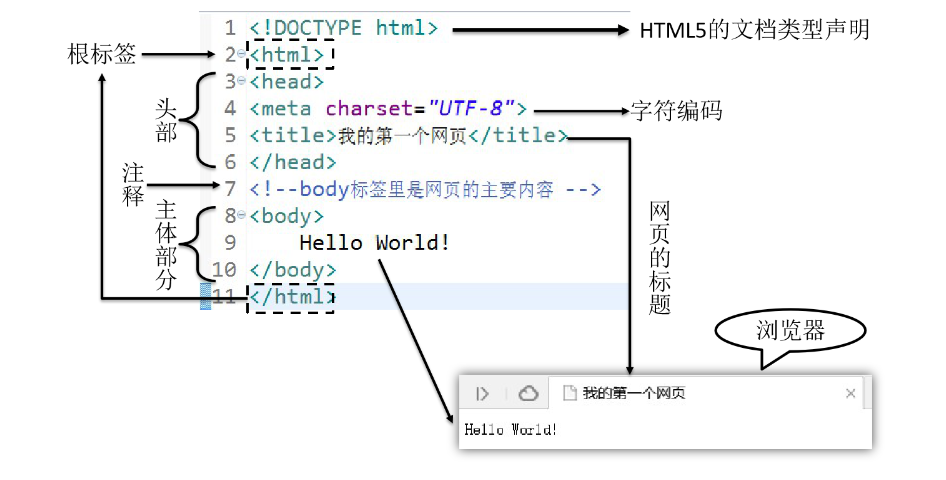 1 <!DOCTYPE html>
HTML5的文档类型声明
根标签
2 <html>
3 <head>
头部
4 <meta charset="UTF-8">
字符编码
5 <title>我的第一个网页</title>
6 </head>
注释
7 <!--body标签里是网页的主要内容 -->
主体部分
8 <body>
9 Hello World!
10 </body>
11 </html>
网页的标题
浏览器
我的第一个网页
Hello World!